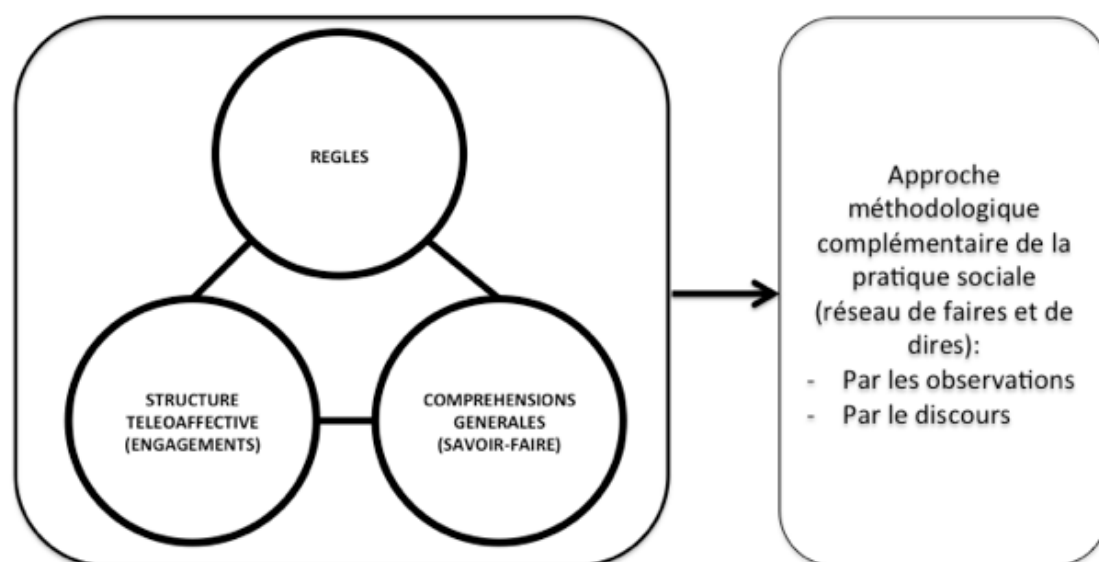 REGLES
STRUCTURE
TELEOAFFECTIVE
(ENGAGEMENTS)
COMPREHENSIONS
GENERALES
(SAVOIR-FAIRE)
Approche
méthodologique
complémentaire de la
pratique sociale
(réseau de faires et de
dires):
- Par les observations
- Par le discours